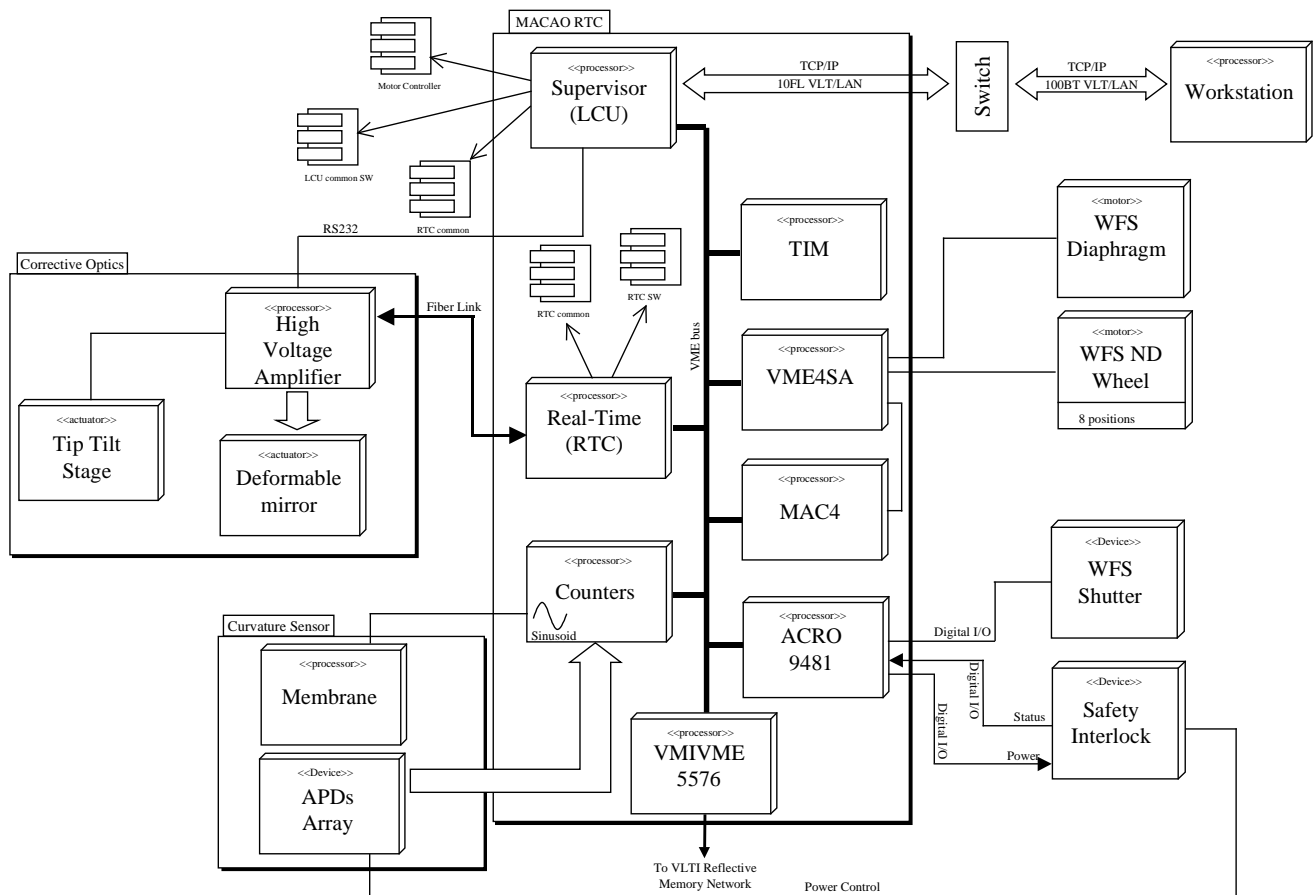 MACAO RTC
<<processor>>
Supervisor
(LCU)
Motor Controller
LCU common SW
RTC common
TCP/IP
10FL VLT/LAN
Switch
TCP/IP
100BT VLT/LAN
<<processor>>
Workstation
RS232
Corrective Optics
<<processor>>
High
Voltage
Amplifier
Fiber Link
<<actuator>>
Tip Tilt
Stage
<<actuator>>
Deformable
mirror
RTC common
RTC SW
VME bus
<<processor>>
Real-Time
(RTC)
<<processor>>
TIM
<<processor>>
VME4SA
<<processor>>
MAC4
<<motor>>
WFS
Diaphragm
<<motor>>
WFS ND
Wheel
8 positions
<<processor>>
Counters
Sinusoid
<<processor>>
ACRO
9481
Digital I/O
<<Device>>
WFS
Shutter
Digital I/O
Digital I/O
Status
Power
<<Device>>
Safety
Interlock
Curvature Sensor
<<processor>>
Membrane
<<Device>>
APDs
Array
<<processor>>
VMIVME
5576
To VLTI Reflective
Memory Network
Power Control